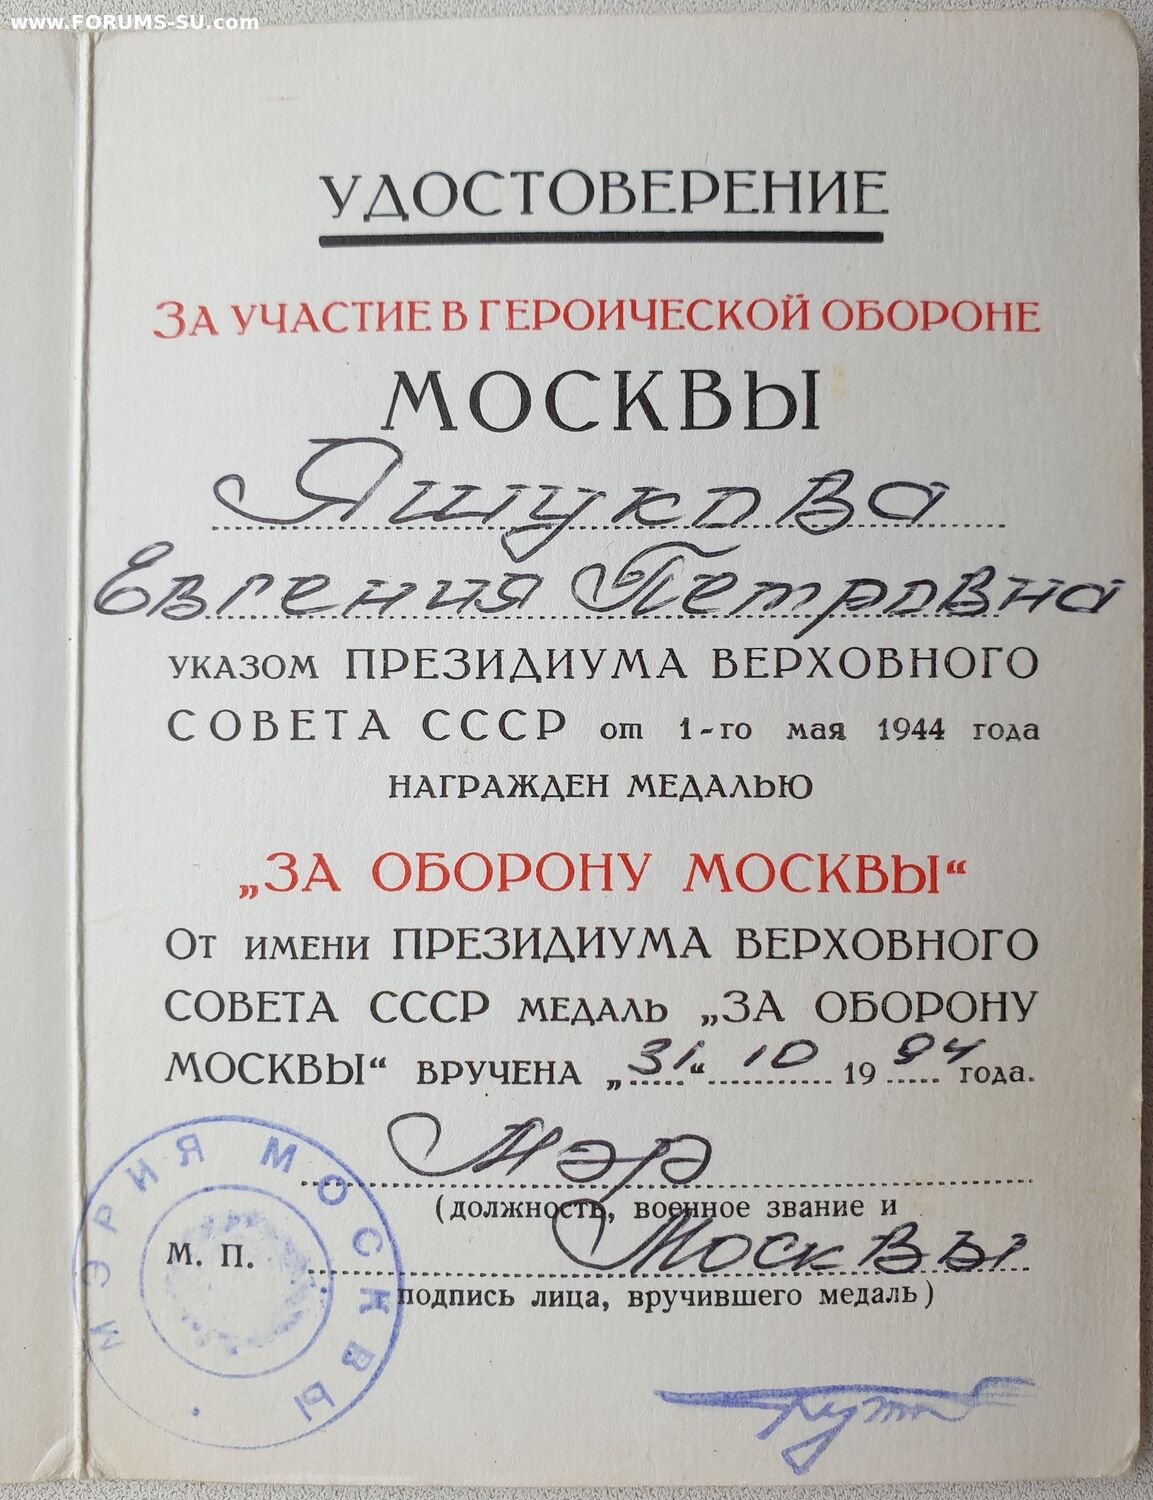 www.FORUMS-SU.com
УДОСТОВЕРЕНИЕ
ЗА УЧАСТИЕ В ГЕРОИЧЕСКОЙ ОБОРОНЕ
МОСКВЫ
Яшукова
Евгения Петровна
УКАЗОМ ПРЕЗИДИУМА ВЕРХОВНОГО
СОВЕТА СССР от 1-го мая 1944 года
НАГРАЖДЕН МЕДАЛЬЮ
„ЗА ОБОРОНУ МОСКВЫ“
От ИМЕНИ ПРЕЗИДИУМА ВЕРХОВНОГО
СОВЕТА СССР МЕДАЛЬ „ЗА ОБОРОНУ
МОСКВЫ“ ВРУЧЕНА „31“ 10 1994 года.
Мэр
(должность, военное звание и
М. П. Москвы
подпись лица, вручившего медаль)
МЭРИЯ МОСКВЫ